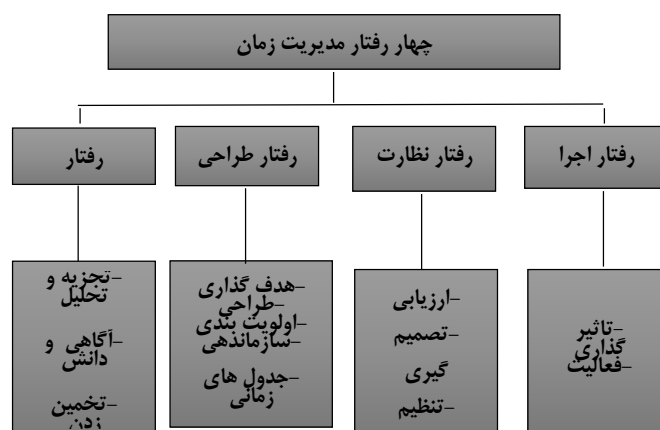 چهار رفتار مدیریت زمان
رفتار اجرا
رفتار نظارت
رفتار طراحی
رفتار
-تاثیر
گذاری
-فعالیت
-ارزیابی
-تصمیم
گیری
-تنظیم
-هدف گذاری
-طراحی
-اولویت بندی
-سازماندهی
-جدول های
زمانی
-تجزیه و
تحلیل
-آگاهی و
دانش
-تخمین
زدن